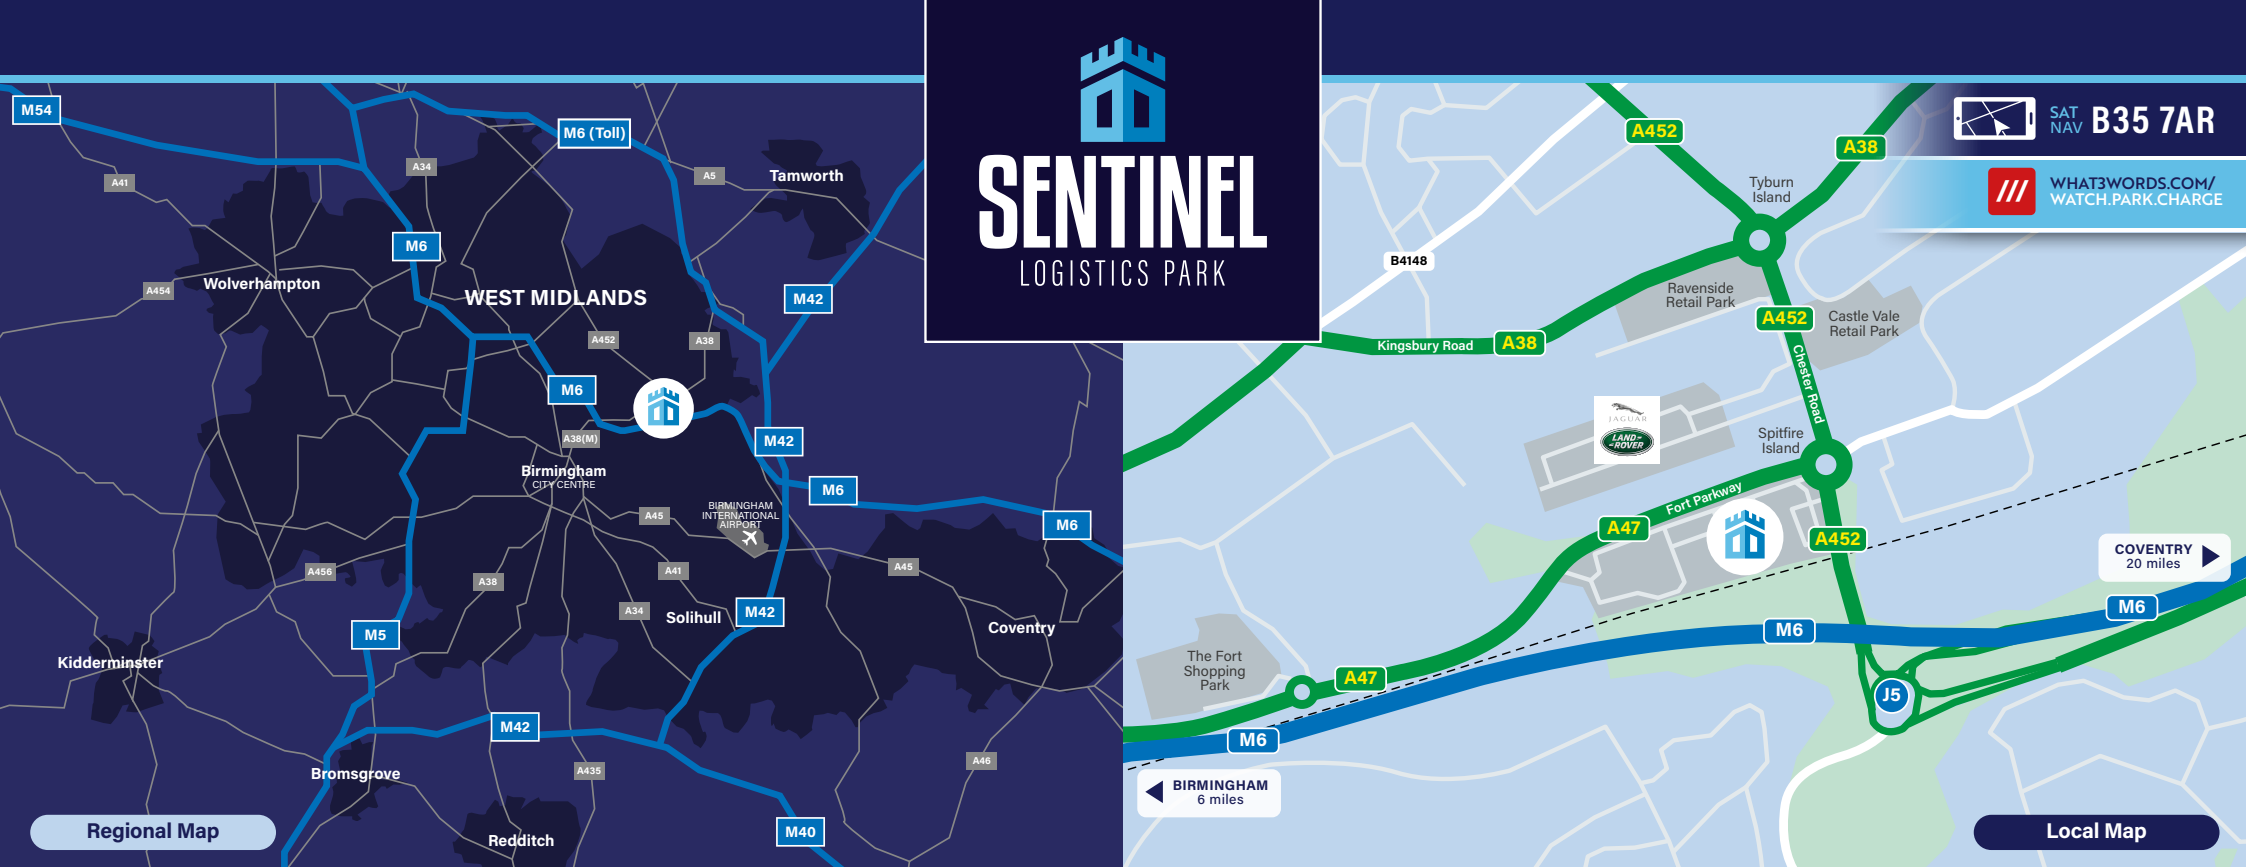 SENTINEL
LOGISTICS PARK
M54
M6 (Toll)
A41
A34
A5
Tamworth
M6
Wolverhampton
A454
WEST MIDLANDS
M42
A452
A38
M6
A38(M)
M42
Birmingham
CITY CENTRE
M6
BIRMINGHAM
INTERNATIONAL
AIRPORT
A45
M6
A456
A38
A41
A45
A34
Solihull
M42
M5
Coventry
Kidderminster
M42
Bromsgrove
A435
A46
Redditch
M40
Regional Map
SAT
NAV
B35 7AR
WHAT3WORDS.COM/
WATCH.PARK.CHARGE
A452
A38
Tyburn
Island
B4148
Ravenside
Retail Park
A452
Castle Vale
Retail Park
Kingsbury Road
A38
Chester Road
JAGUAR
LAND-
-ROVER
Spitfire
Island
Fort Parkway
A47
A452
COVENTRY
20 miles
M6
M6
The Fort
Shopping
Park
A47
J5
M6
BIRMINGHAM
6 miles
Local Map